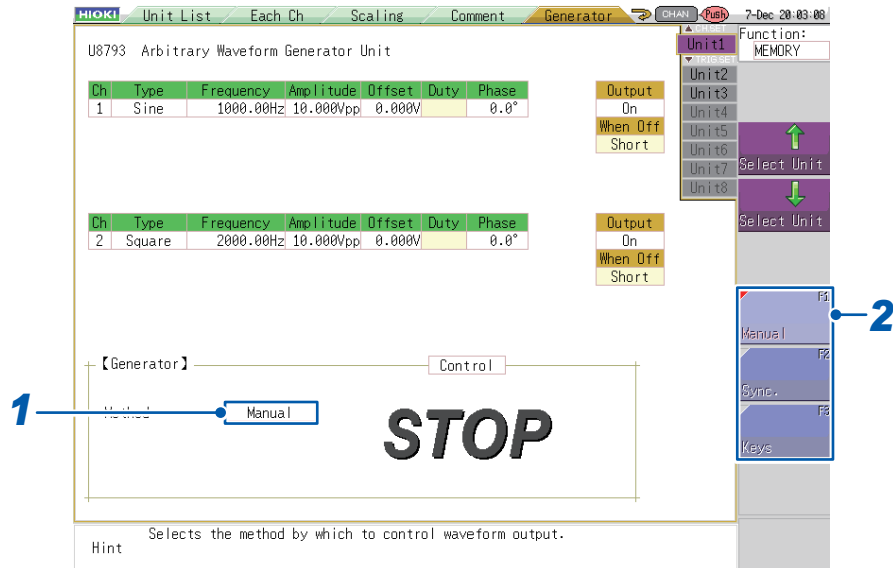 HIOKI Unit List Each Ch Scaling Comment Generator CHAN Push 7-Dec 20:03:08
CH.SET
Function:
Unit1 MEMORY
U8793 Arbitrary Waveform Generator Unit
TRIG.SET
Unit2
Ch Type Frequency Amplitude Offset Duty Phase Output Unit3
1 Sine 1000.00Hz 10.000Vpp 0.000V 0.0° On Unit4
When Off Unit5
Short Unit6
Unit7 Select Unit
Unit8
Ch Type Frequency Amplitude Offset Duty Phase Output Select Unit
2 Square 2000.00Hz 10.000Vpp 0.000V 0.0° On
When Off
Short
F1
2
Manual
F2
【Generator】 Control
Sync.
1 Method Manual STOP F3
Keys
Selects the method by which to control waveform output.
Hint